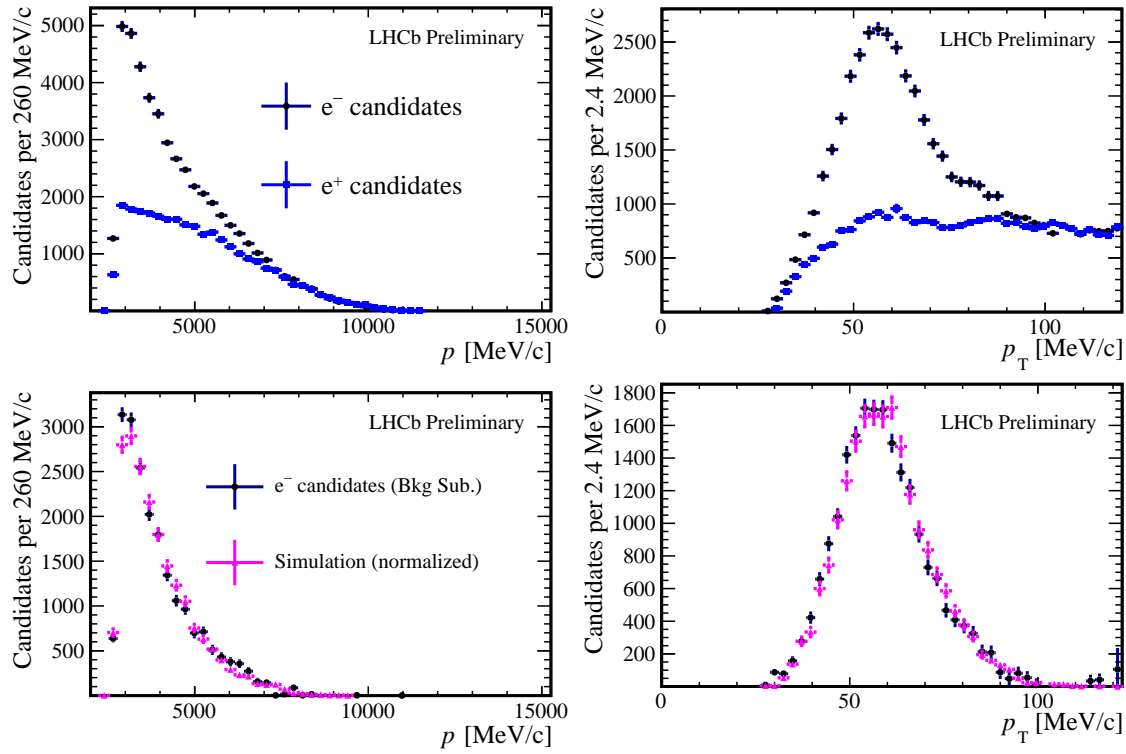 LHCb Preliminary
e− candidates
e+ candidates
Candidates per 260 MeV/c
5000
4000
3000
2000
1000
5000 10000 15000
p [MeV/c]
LHCb Preliminary
Candidates per 2.4 MeV/c
2500
2000
1500
1000
500
0 50 100
pT [MeV/c]
LHCb Preliminary
e− candidates (Bkg Sub.)
Simulation (normalized)
Candidates per 260 MeV/c
3000
2500
2000
1500
1000
500
5000 10000 15000
p [MeV/c]
LHCb Preliminary
Candidates per 2.4 MeV/c
1800
1600
1400
1200
1000
800
600
400
200
0 50 100
pT [MeV/c]